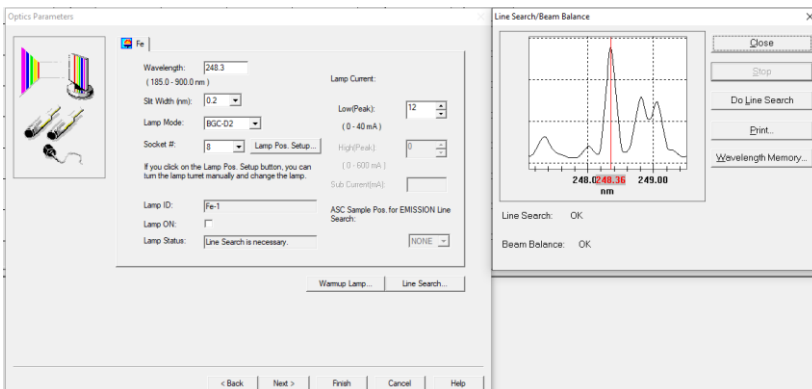 Optics Parameters
Fe
Wavelength: 248.3
( 185.0 - 900.0 nm )
Slit Width (nm): 0.2
Lamp Mode: BGC-D2
Socket #: 8 Lamp Pos. Setup...
If you click on the Lamp Pos. Setup button, you can
turn the lamp turret manually and change the lamp.
Lamp ID: Fe-1
Lamp ON:
Lamp Status: Line Search is necessary.
Lamp Current:
Low(Peak): 12
( 0 - 40 mA )
High(Peak) 0
( 0 - 600 mA )
Sub Current(mA):
ASC Sample Pos. for EMISSION Line
Search:
NONE
Warmup Lamp... Line Search...
< Back Next > Finish Cancel Help
Line Search/Beam Balance
248.0 248.36 249.00
nm
Line Search: OK
Beam Balance: OK
Close
Stop
Do Line Search
Print...
Wavelength Memory...